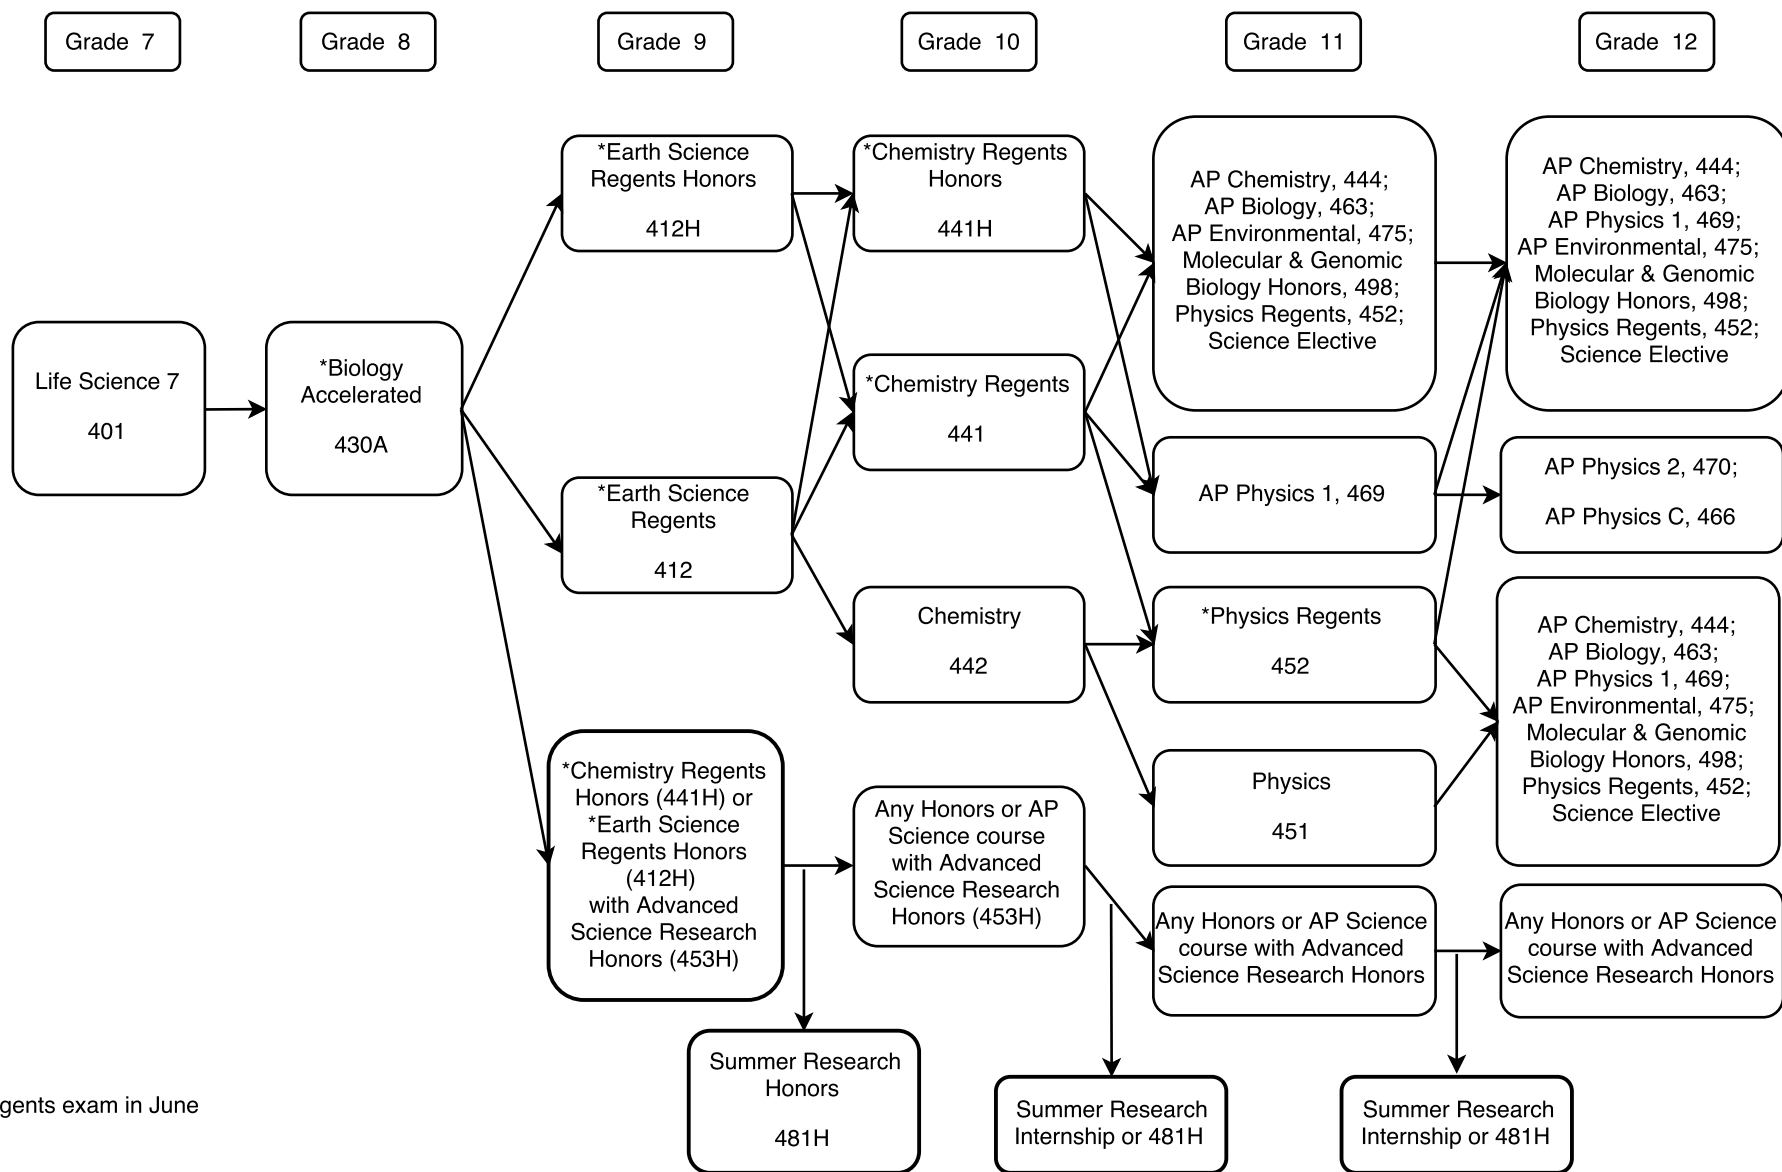 Grade 7
Grade 8
Grade 9
Grade 10
Grade 11
Grade 12
Life Science 7
401
*Biology
Accelerated
430A
*Earth Science
Regents Honors
412H
*Earth Science
Regents
412
*Chemistry Regents
Honors (441H) or
*Earth Science
Regents Honors
(412H)
with Advanced
Science Research
Honors (453H)
*Chemistry Regents
Honors
441H
*Chemistry Regents
441
Chemistry
442
Any Honors or AP
Science course
with Advanced
Science Research
Honors (453H)
AP Chemistry, 444;
AP Biology, 463;
AP Environmental, 475;
Molecular & Genomic
Biology Honors, 498;
Physics Regents, 452;
Science Elective
AP Physics 1, 469
*Physics Regents
452
Physics
451
Any Honors or AP Science
course with Advanced
Science Research Honors
AP Chemistry, 444;
AP Biology, 463;
AP Physics 1, 469;
AP Environmental, 475;
Molecular & Genomic
Biology Honors, 498;
Physics Regents, 452;
Science Elective
AP Physics 2, 470;
AP Physics C, 466
AP Chemistry, 444;
AP Biology, 463;
AP Physics 1, 469;
AP Environmental, 475;
Molecular & Genomic
Biology Honors, 498;
Physics Regents, 452;
Science Elective
Any Honors or AP Science
course with Advanced
Science Research Honors
Summer Research
Honors
481H
Summer Research
Internship or 481H
Summer Research
Internship or 481H
gents exam in June